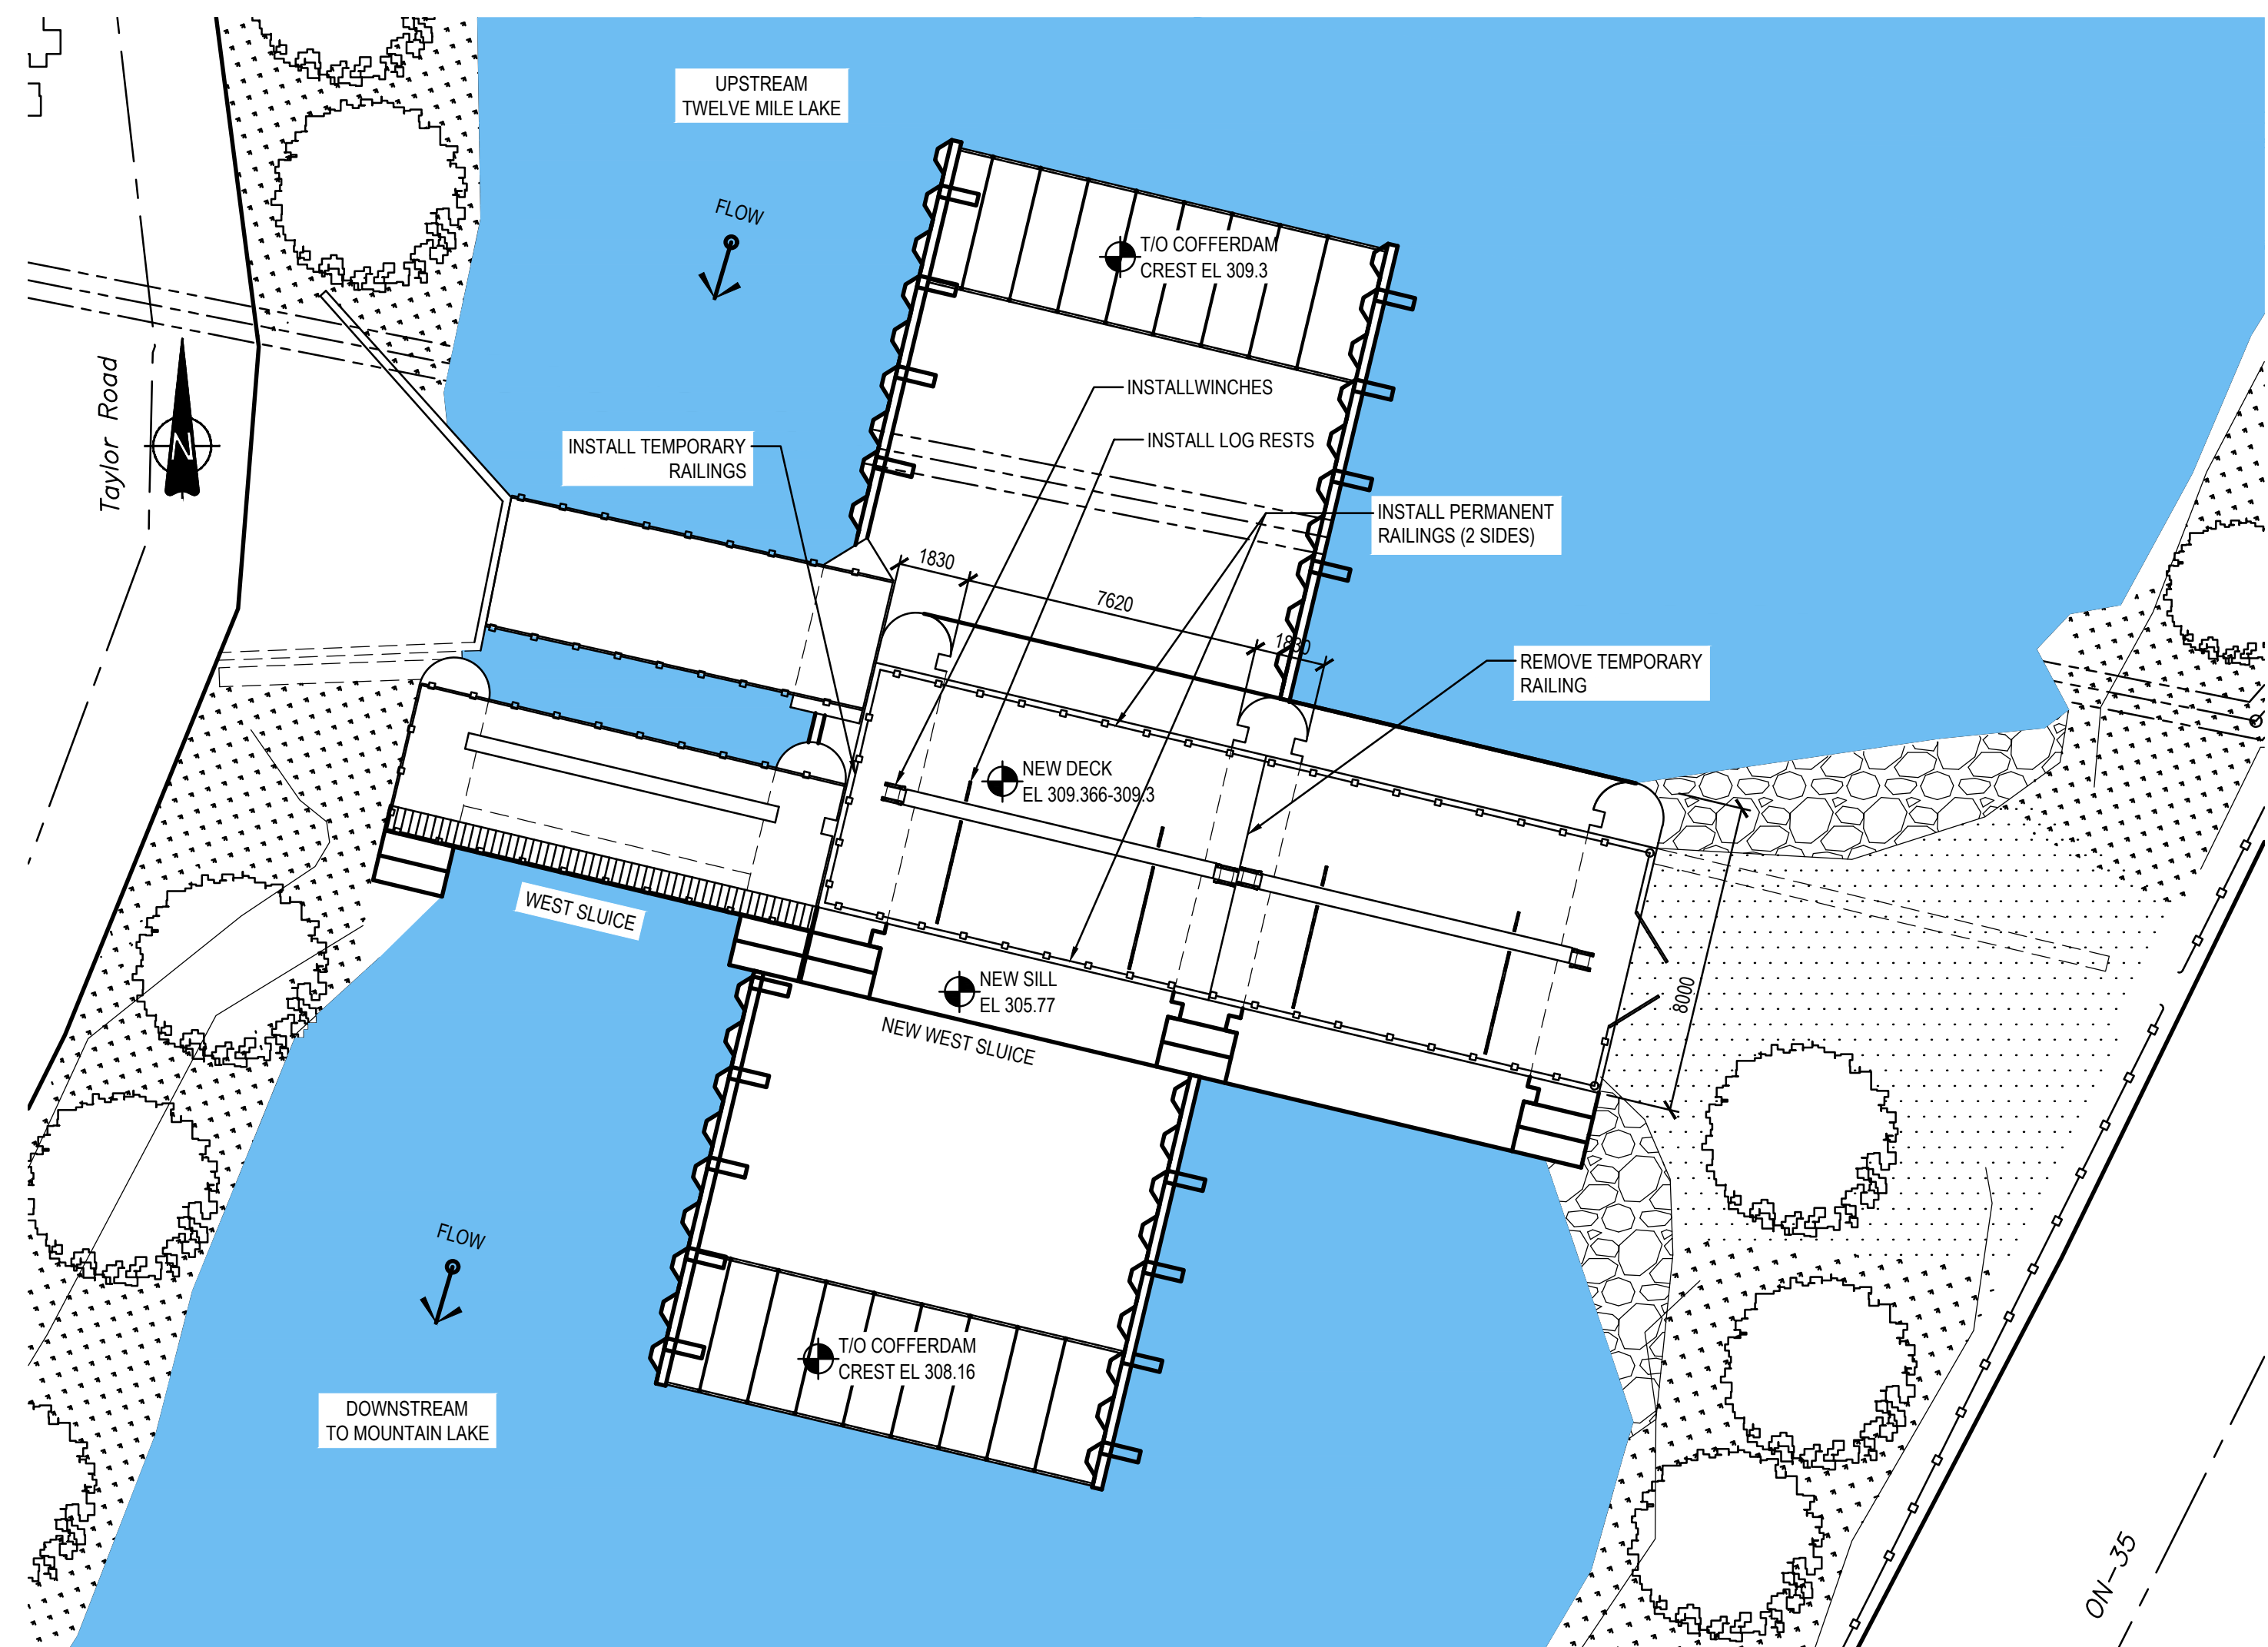 UPSTREAM
TWELVE MILE LAKE
FLOW
T/O COFFERDAM
CREST EL 309.3
Taylor Road
N
INSTALLWINCHES
INSTALL LOG RESTS
INSTALL TEMPORARY
RAILINGS
INSTALL PERMANENT
RAILINGS (2 SIDES)
1830
7620
1830
REMOVE TEMPORARY
RAILING
NEW DECK
EL 309.366-309.3
WEST SLUICE
NEW SILL
EL 305.77
NEW WEST SLUICE
8000
FLOW
T/O COFFERDAM
CREST EL 308.16
DOWNSTREAM
TO MOUNTAIN LAKE
ON-35